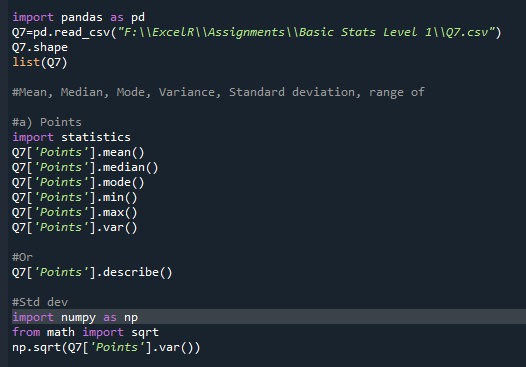 import pandas as pd
Q7=pd.read_csv("F:\\ExcelR\\Assignments\\Basic Stats Level 1\\Q7.csv")
Q7.shape
list(Q7)
#Mean, Median, Mode, Variance, Standard deviation, range of
#a) Points
import statistics
Q7['Points'].mean()
Q7['Points'].median()
Q7['Points'].mode()
Q7['Points'].min()
Q7['Points'].max()
Q7['Points'].var()
#Or
Q7['Points'].describe()
#Std dev
import numpy as np
from math import sqrt
np.sqrt(Q7['Points'].var())